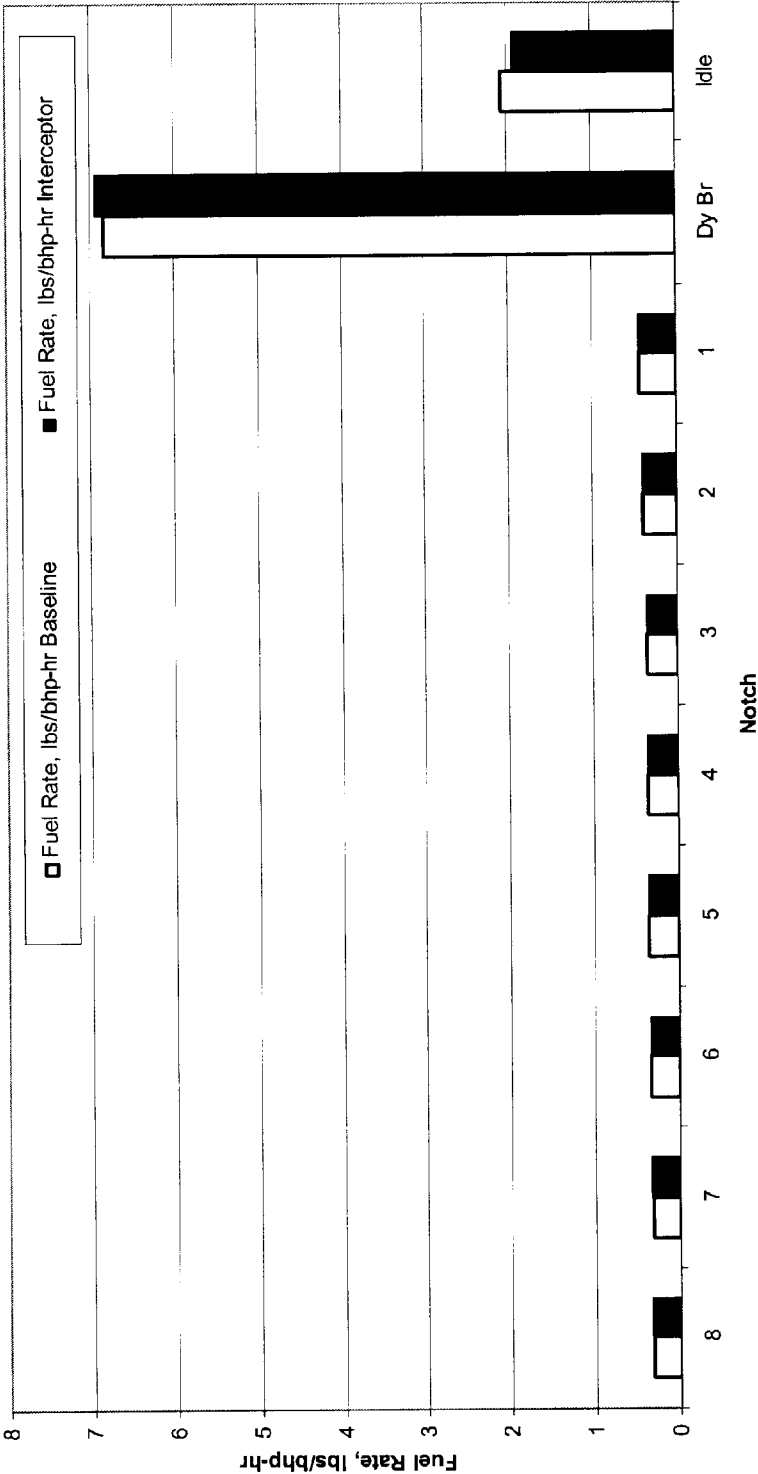 □ Fuel Rate, lbs/bhp-hr Baseline ■ Fuel Rate, lbs/bhp-hr Interceptor
Fuel Rate, lbs/bhp-hr
8
7
6
5
4
3
2
1
0
8 7 6 5 4 3 2 1 Dy Br Idle
Notch